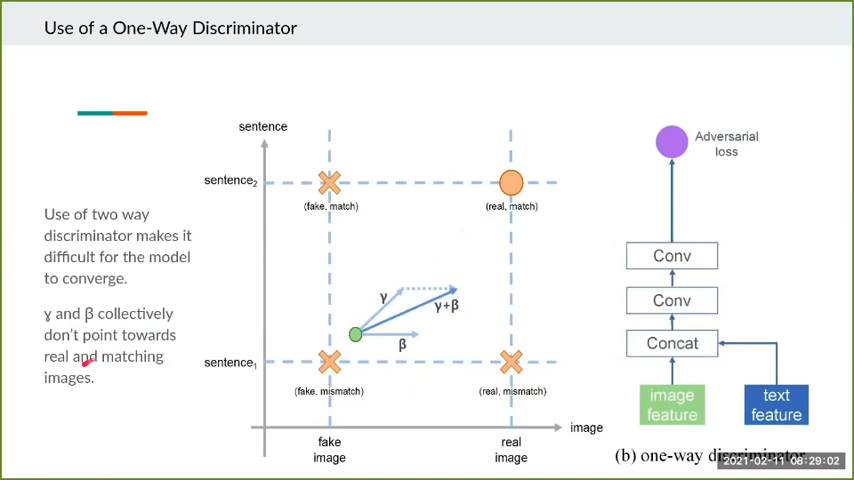 Use of a One-Way Discriminator
Use of two way
discriminator makes it
difficult for the model
to converge.
ɣ and β collectively
don't point towards
real and matching
images.
sentence
sentence2
(fake, match)
(real, match)
γ
γ+β
β
sentence1
(fake, mismatch)
(real, mismatch)
image
fake
image
real
image
Adversarial
loss
Conv
Conv
Concat
image
feature
text
feature
(b) one-way discriminator
2021-02-11 08:29:02